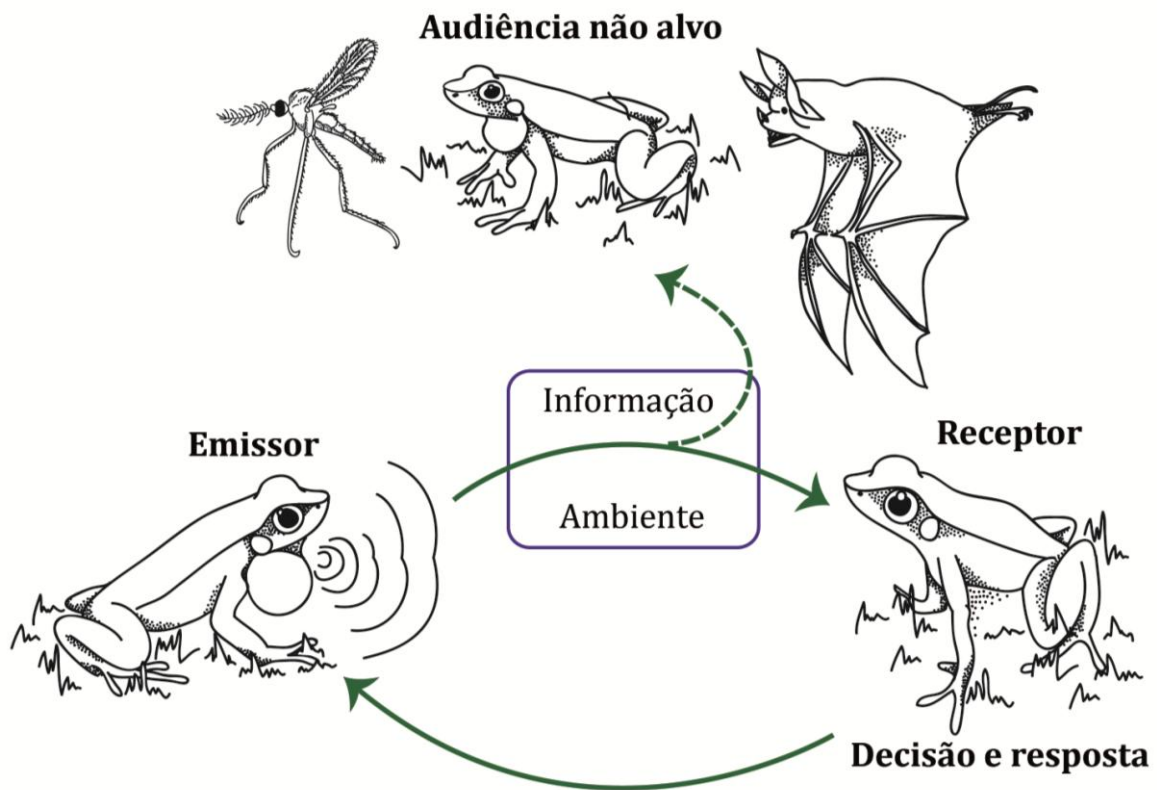 Audiência não alvo
Informação
Ambiente
Emissor
Receptor
Decisão e resposta